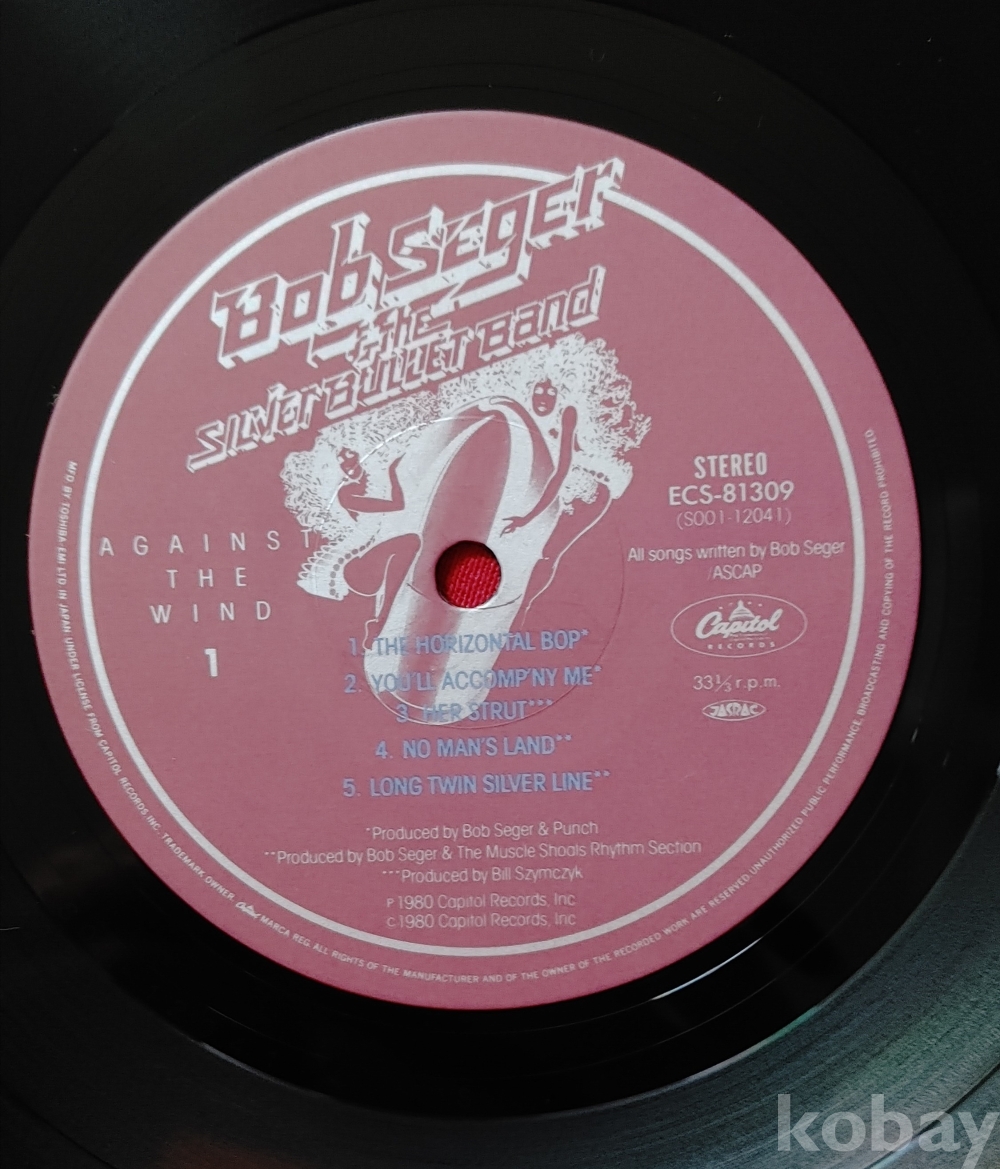 Bob Seger
& the
Silver Bullet Band
AGAINST
THE
WIND
1
STEREO
ECS-81309
(S001-12041)
All songs written by Bob Seger
/ASCAP
Capitol
RECORDS
33⅓ r.p.m.
JASRAC
1. THE HORIZONTAL BOP*
2. YOU'LL ACCOMP'NY ME*
3. HER STRUT***
4. NO MAN'S LAND**
5. LONG TWIN SILVER LINE**
*Produced by Bob Seger & Punch
**Produced by Bob Seger & The Muscle Shoals Rhythm Section
***Produced by Bill Szymczyk
P 1980 Capitol Records, Inc
C 1980 Capitol Records, Inc
MFD BY TOSHIBA-EMI LTD IN JAPAN UNDER LICENSE FROM CAPITOL RECORDS INC. TRADEMARK OWNER. Capitol MARCA REG. ALL RIGHTS OF THE MANUFACTURER AND OF THE OWNER OF THE RECORDED WORK ARE RESERVED. UNAUTHORIZED PUBLIC PERFORMANCE, BROADCASTING AND COPYING OF THE RECORD PROHIBITED.
kobay